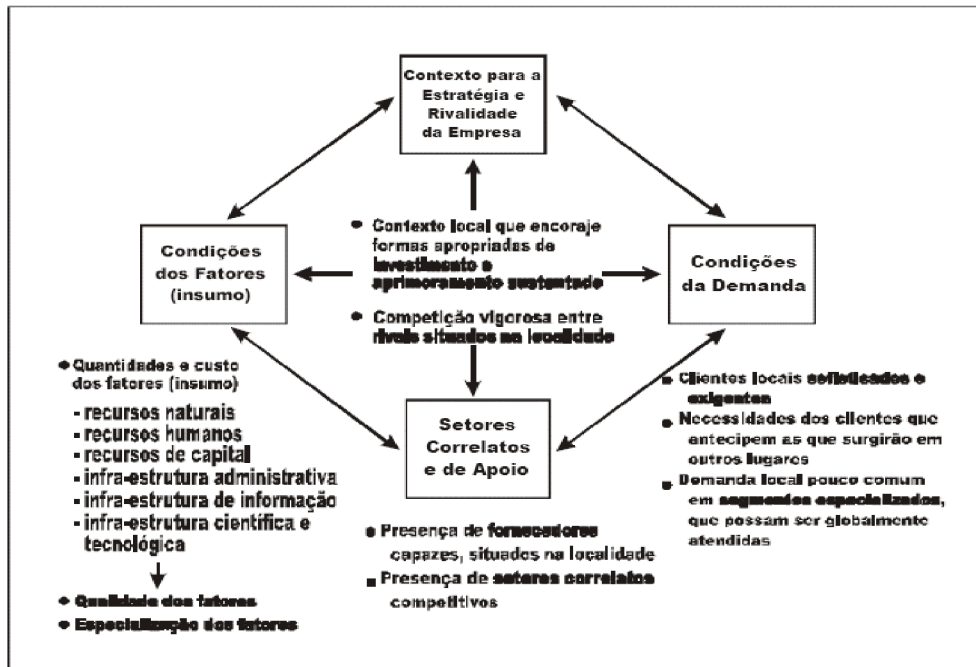 Contexto para a
Estratégia e
Rivalidade
da Empresa
• Contexto local que encoraje
formas apropriadas de
investimento e
aprimoramento sustentado
• Competição vigorosa entre
rivais situados na localidade
Condições
dos Fatores
(insumo)
Condições
da Demanda
• Quantidades e custo
dos fatores (insumo)
- recursos naturais
- recursos humanos
- recursos de capital
- infra-estrutura administrativa
- infra-estrutura de informação
- infra-estrutura científica e
tecnológica
• Qualidade dos fatores
• Especialização dos fatores
Setores
Correlatos
e de Apoio
• Presença de fornecedores
capazes, situados na localidade
• Presença de setores correlatos
competitivos
• Clientes locais sofisticados e
exigentes
• Necessidades dos clientes que
antecipem as que surgirão em
outros lugares
• Demanda local pouco comum
em segmentos especializados,
que possam ser globalmente
atendidas